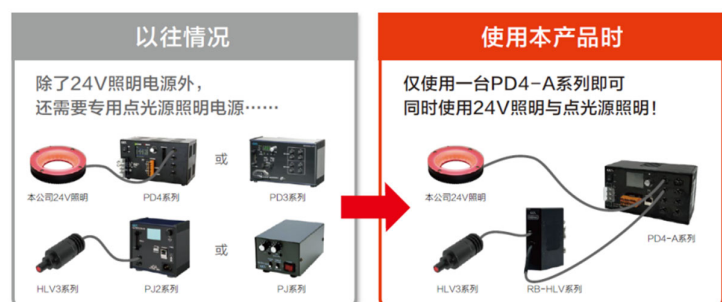 以往情况
除了24V照明电源外，
还需要专用点光源照明电源……
或
本公司24V照明
PD4系列
PD3系列
或
HLV3系列
PJ2系列
PJ系列
使用本产品时
仅使用一台PD4-A系列即可
同时使用24V照明与点光源照明！
本公司24V照明
PD4-A系列
HLV3系列
RB-HLV系列